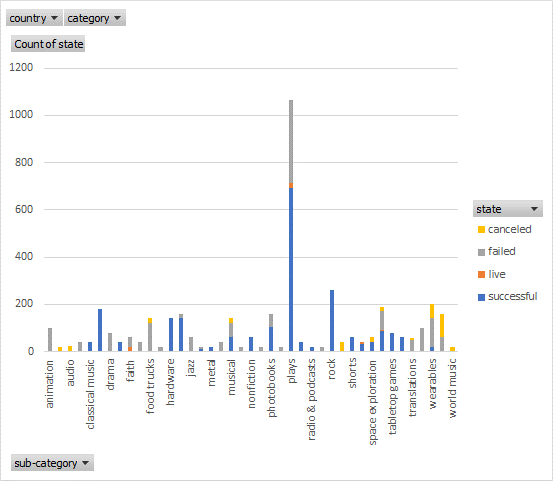 country category
Count of state
1200
1000
800
600
400
200
0
animation
audio
classical music
drama
faith
food trucks
hardware
jazz
metal
musical
nonfiction
photobooks
plays
radio & podcasts
rock
shorts
space exploration
tabletop games
translations
wearables
world music
state
canceled
failed
live
successful
sub-category